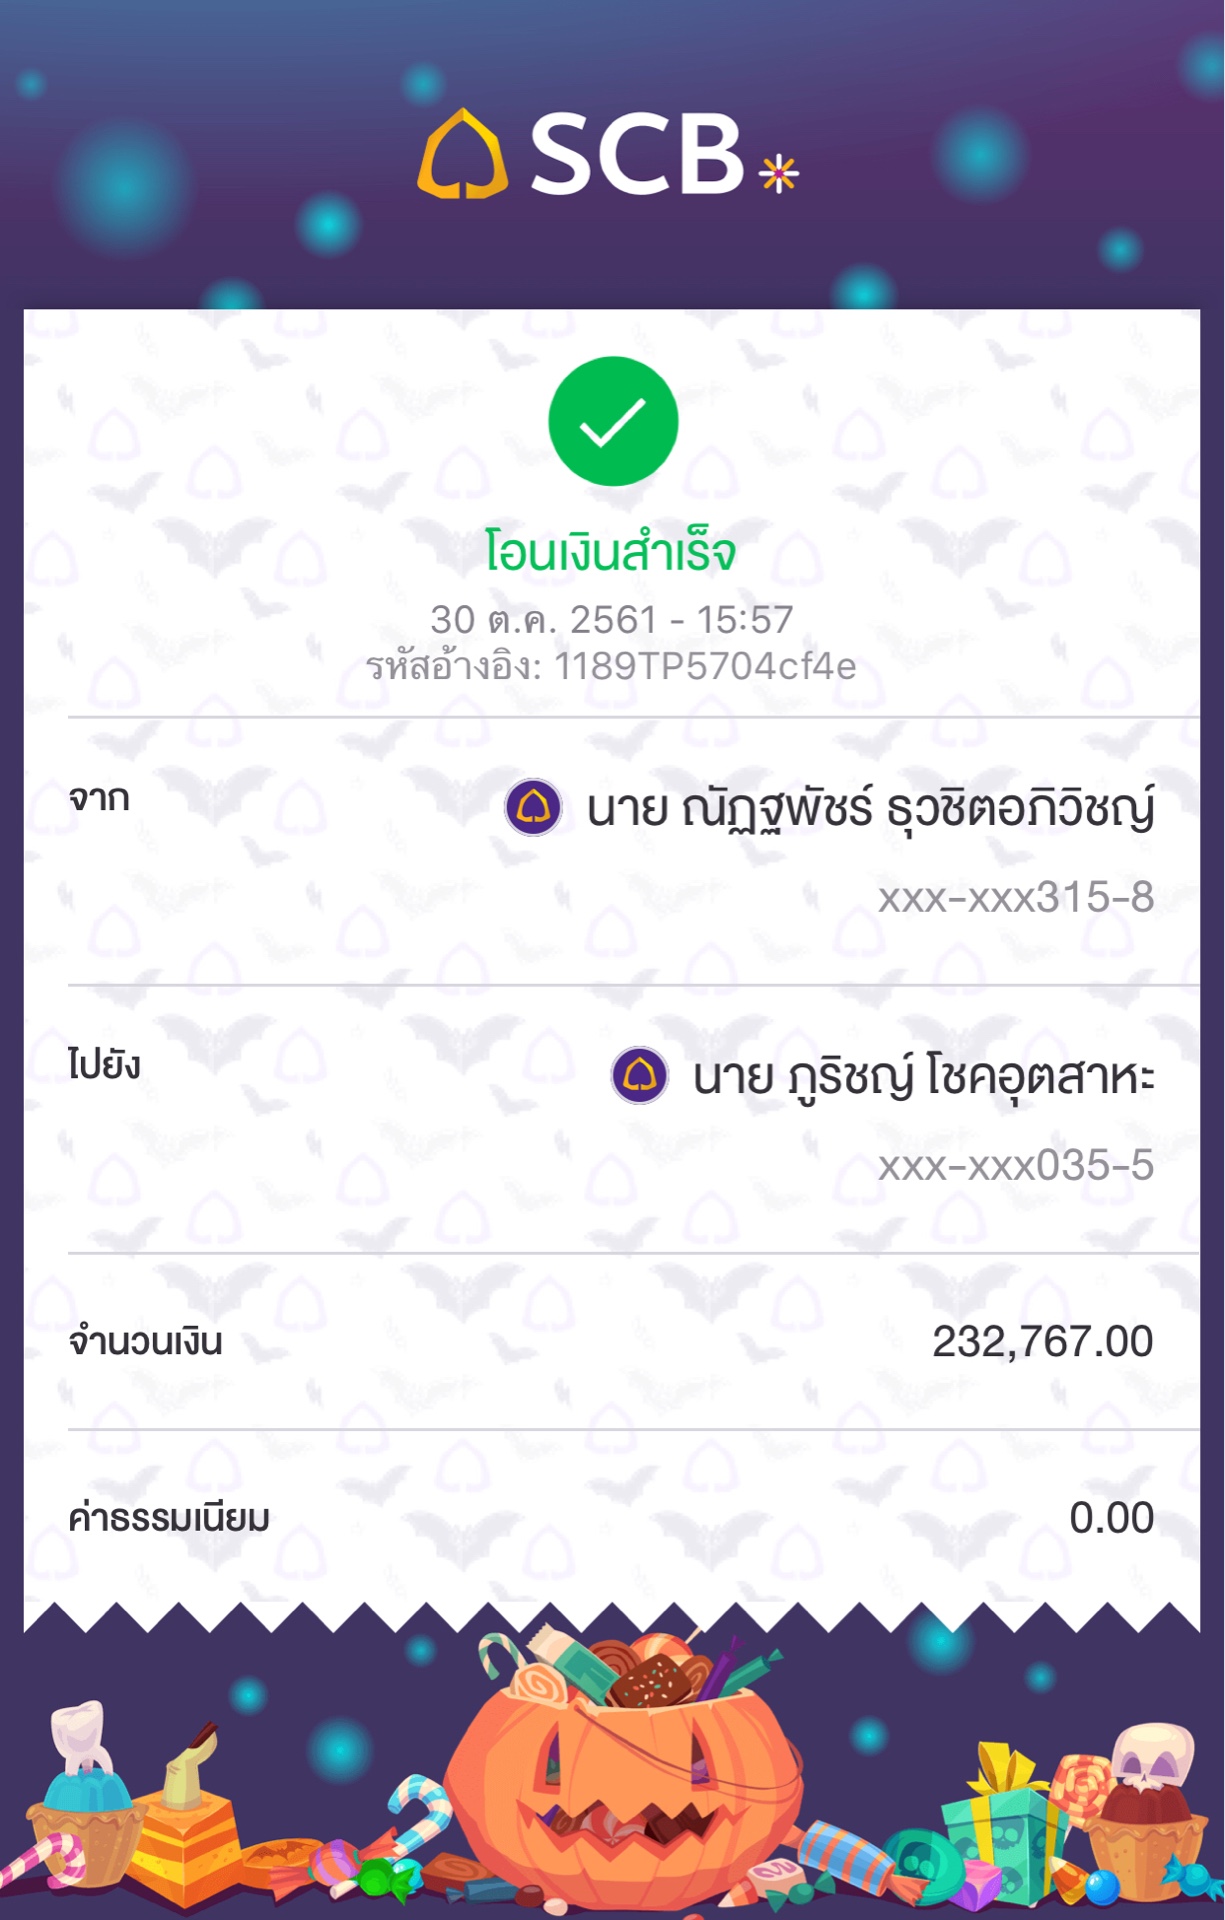 SCB
โอนเงินสำเร็จ
30 ต.ค. 2561 - 15:57
รหัสอ้างอิง: 1189TP5704cf4e
จาก
นาย ณัฏฐพัชร์ ธุวชิตอภิวิชญ์
xxx-xxx315-8
ไปยัง
นาย ภูริชญ์ โชคอุตสาหะ
xxx-xxx035-5
จำนวนเงิน 232,767.00
ค่าธรรมเนียม 0.00